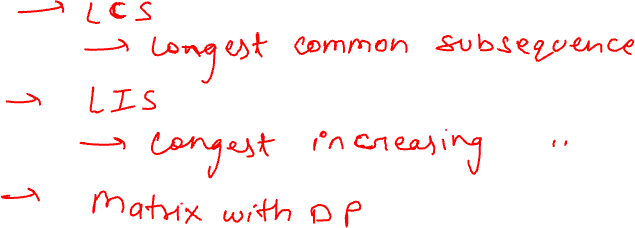 → LCS
→ Longest common subsequence
→ LIS
→ Longest increasing "
→ Matrix with DP